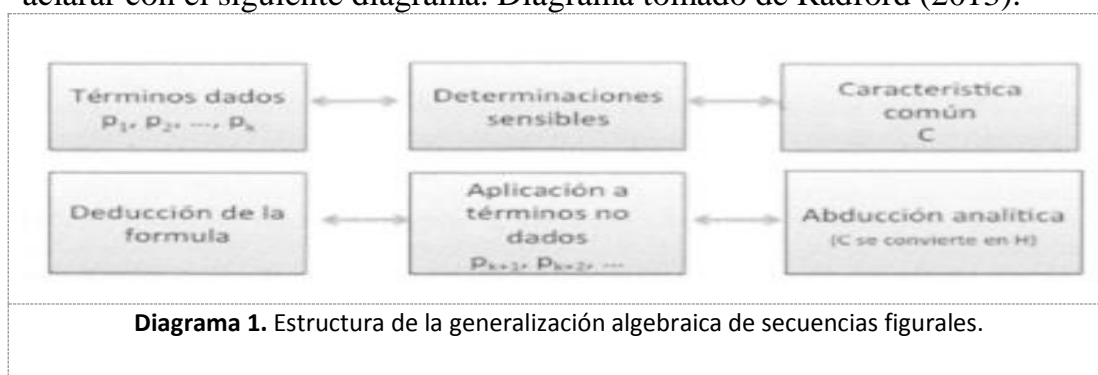 aclarar con el siguiente diagrama. Diagrama tomado de Radford (2013).
Términos dados
p₁, p₂, ..., pₖ
Determinaciones
sensibles
Característica
común
C
Deducción de la
formula
Aplicación a
términos no
dados
pₖ₊₁, pₖ₊₂, ...
Abducción analítica
(C se convierte en H)
Diagrama 1. Estructura de la generalización algebraica de secuencias figurales.